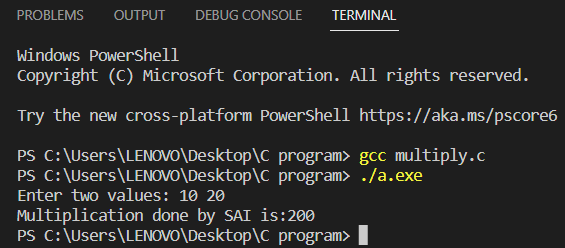 PROBLEMS OUTPUT DEBUG CONSOLE TERMINAL
Windows PowerShell
Copyright (C) Microsoft Corporation. All rights reserved.
Try the new cross-platform PowerShell https://aka.ms/pscore6
PS C:\Users\LENOVO\Desktop\C program> gcc multiply.c
PS C:\Users\LENOVO\Desktop\C program> ./a.exe
Enter two values: 10 20
Multiplication done by SAI is:200
PS C:\Users\LENOVO\Desktop\C program>